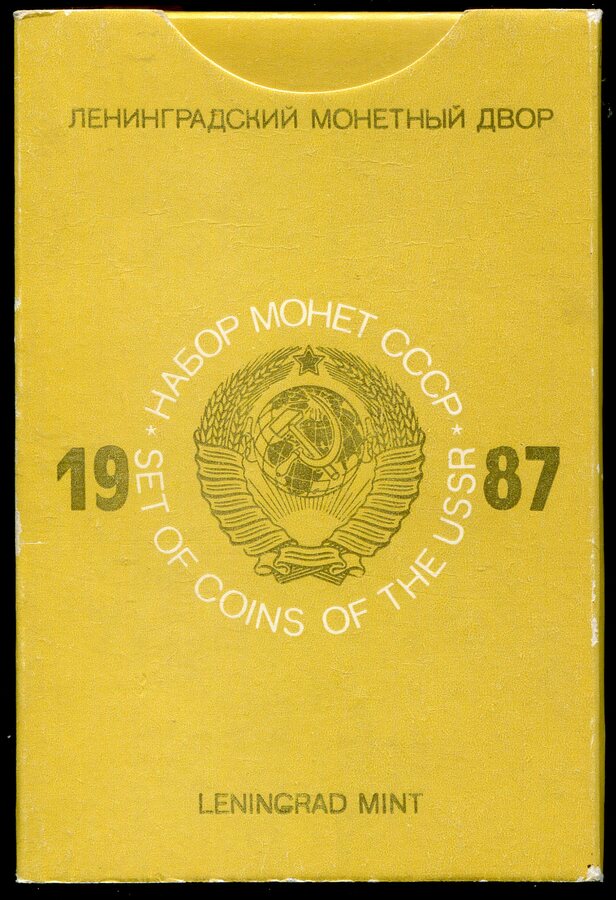 ЛЕНИНГРАДСКИЙ МОНЕТНЫЙ ДВОР
* НАБОР МОНЕТ СССР *
19 87
SET OF COINS OF THE USSR
LENINGRAD MINT